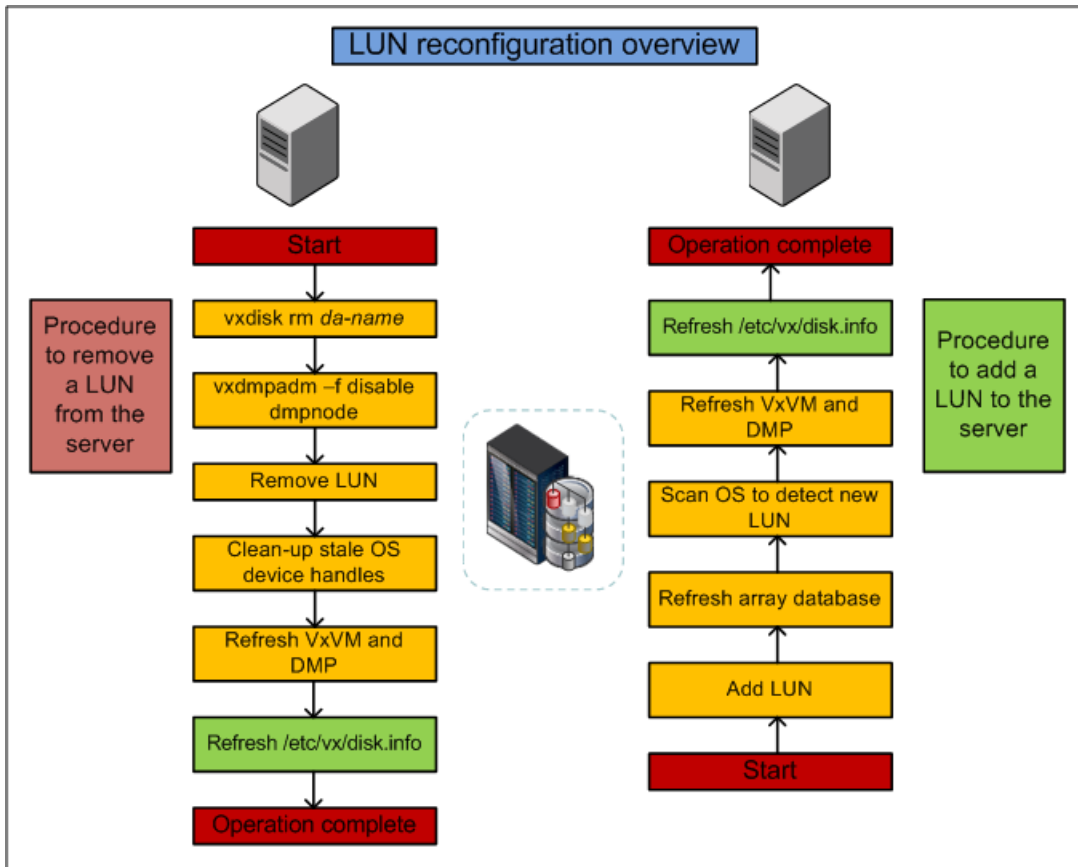 LUN reconfiguration overview
Start
vxdisk rm da-name
vxdmpadm –f disable
dmpnode
Remove LUN
Clean-up stale OS
device handles
Refresh VxVM and
DMP
Refresh /etc/vx/disk.info
Operation complete
Procedure
to remove
a LUN
from the
server
Operation complete
Refresh /etc/vx/disk.info
Refresh VxVM and
DMP
Scan OS to detect new
LUN
Refresh array database
Add LUN
Start
Procedure
to add a
LUN to the
server